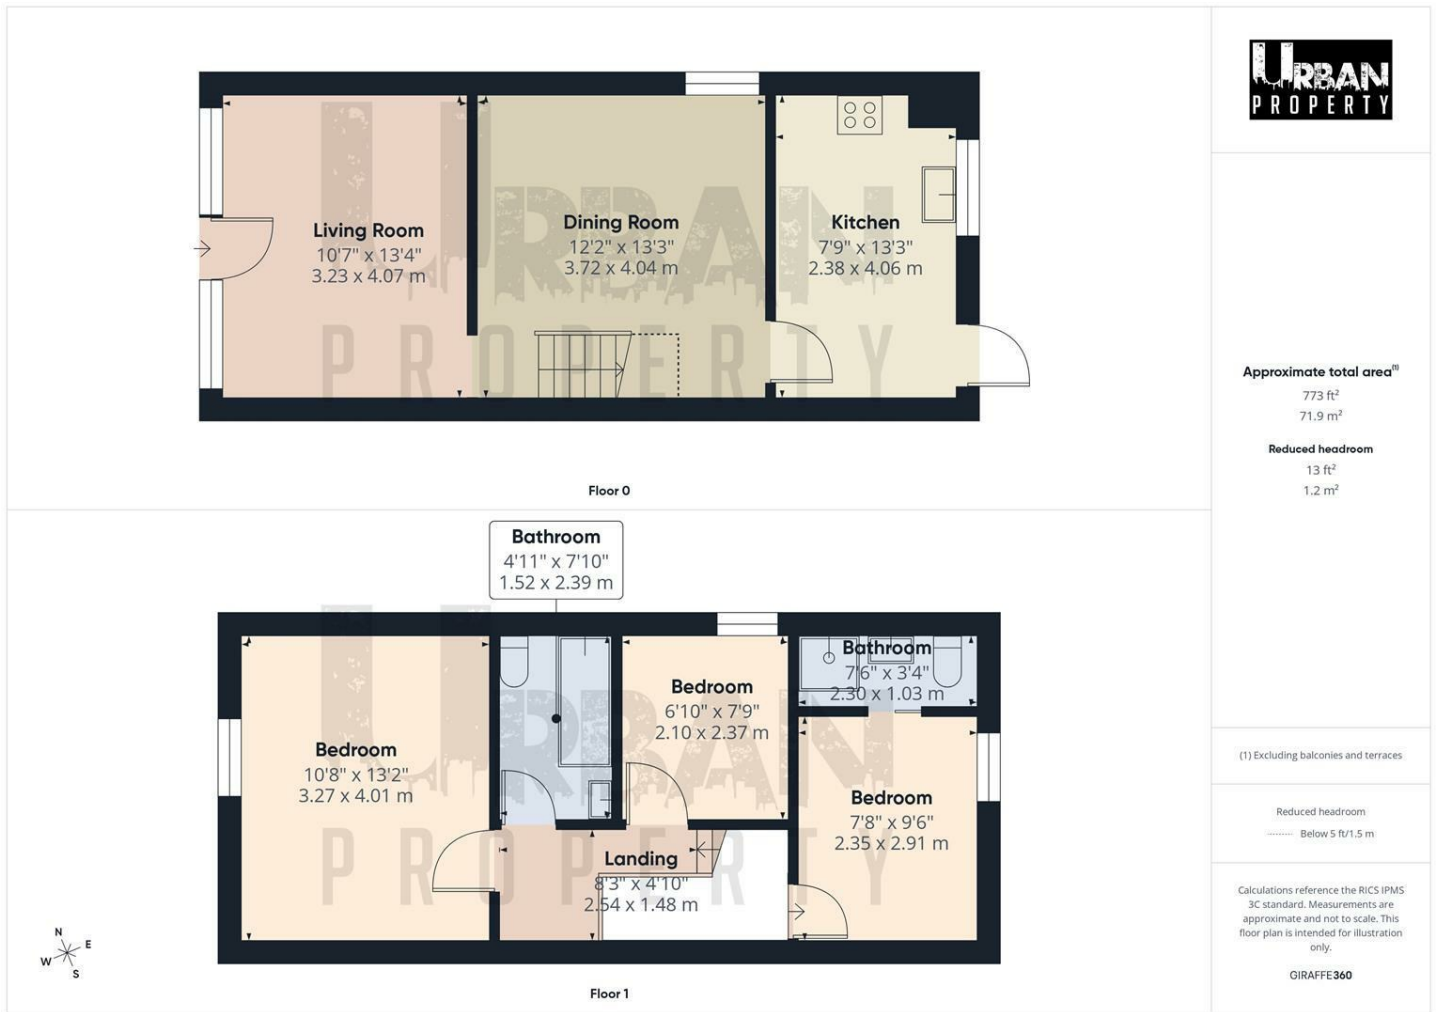 URBAN
PROPERTY
Living Room
10'7" x 13'4"
3.23 x 4.07 m
Dining Room
12'2" x 13'3"
3.72 x 4.04 m
Kitchen
7'9" x 13'3"
2.38 x 4.06 m
URBAN
PROPERTY
Floor 0
Approximate total area(1)
773 ft²
71.9 m²
Reduced headroom
13 ft²
1.2 m²
Bathroom
4'11" x 7'10"
1.52 x 2.39 m
Bedroom
10'8" x 13'2"
3.27 x 4.01 m
Bedroom
6'10" x 7'9"
2.10 x 2.37 m
Bathroom
7'6" x 3'4"
2.30 x 1.03 m
Bedroom
7'8" x 9'6"
2.35 x 2.91 m
Landing
8'3" x 4'10"
2.54 x 1.48 m
URBAN
PROPERTY
N
E
W
S
Floor 1
(1) Excluding balconies and terraces
Reduced headroom
Below 5 ft/1.5 m
Calculations reference the RICS IPMS
3C standard. Measurements are
approximate and not to scale. This
floor plan is intended for illustration
only.
GIRAFFE360